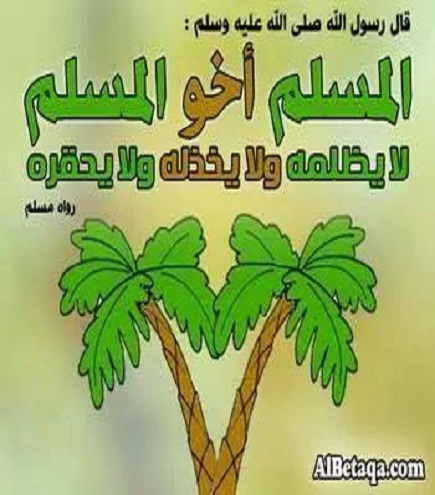 قال رسول الله صلى الله عليه وسلم :
المسلم أخو المسلم
لا يظلمه ولا يخذله ولا يحقره
رواه مسلم
AlBetaqa.com